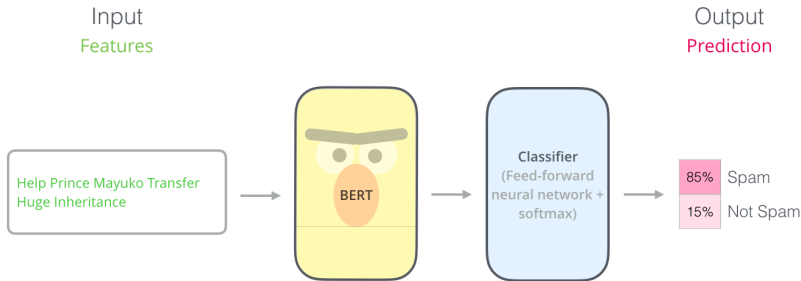 Input
Features
Output
Prediction
Help Prince Mayuko Transfer
Huge Inheritance
BERT
Classifier
(Feed-forward
neural network +
softmax)
85% Spam
15% Not Spam